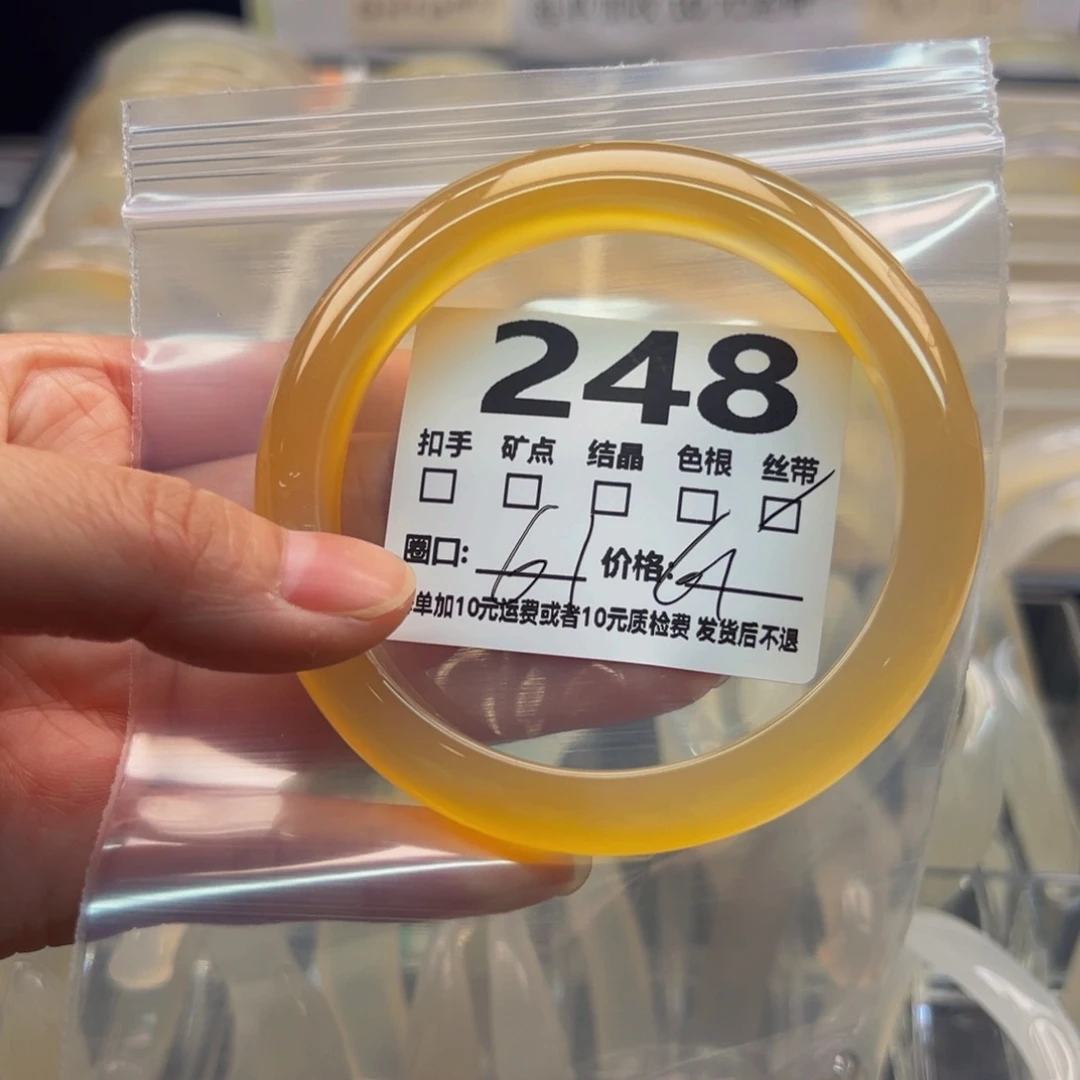 248
扣手 矿点 结晶 色根 丝带
圈口: 61 价格:
单加10元运费或者10元质检费 发货后不退